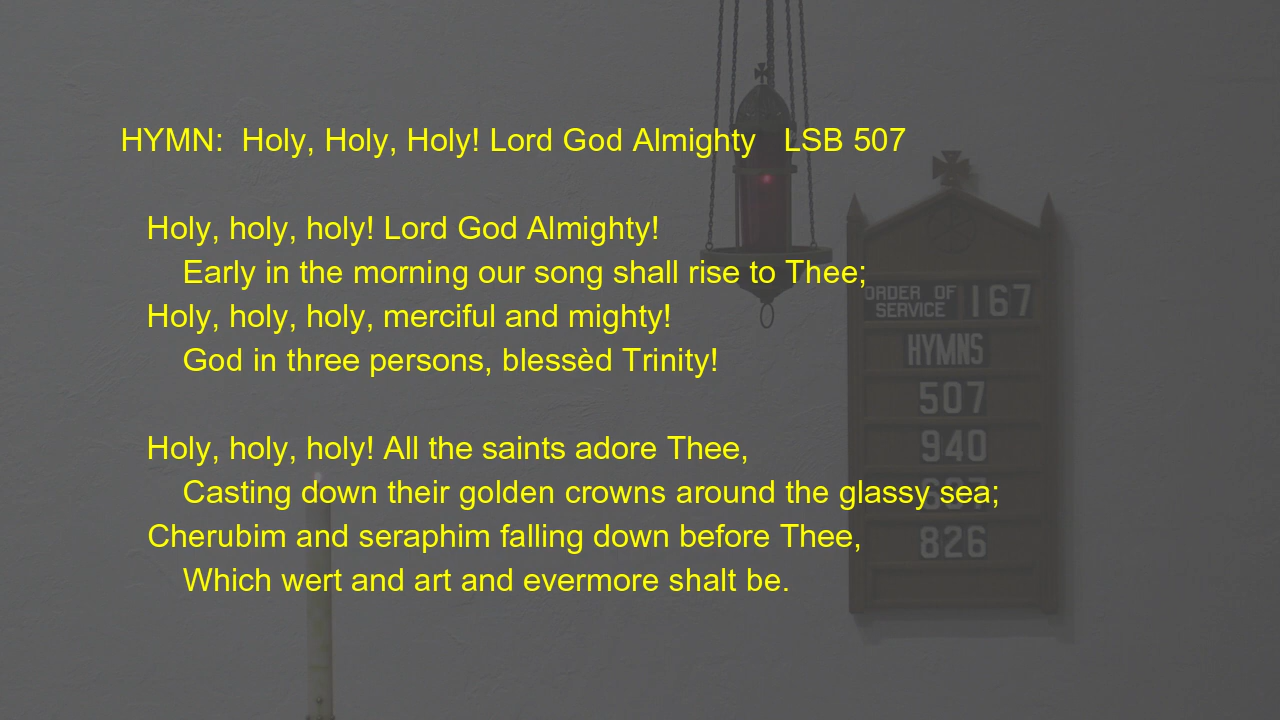 HYMN:  Holy, Holy, Holy! Lord God Almighty   LSB 507
Holy, holy, holy! Lord God Almighty!
Early in the morning our song shall rise to Thee;
Holy, holy, holy, merciful and mighty!
God in three persons, blessèd Trinity!
Holy, holy, holy! All the saints adore Thee,
Casting down their golden crowns around the glassy sea;
Cherubim and seraphim falling down before Thee,
Which wert and art and evermore shalt be.
ORDER OF
SERVICE 167
HYMNS
507
940
826